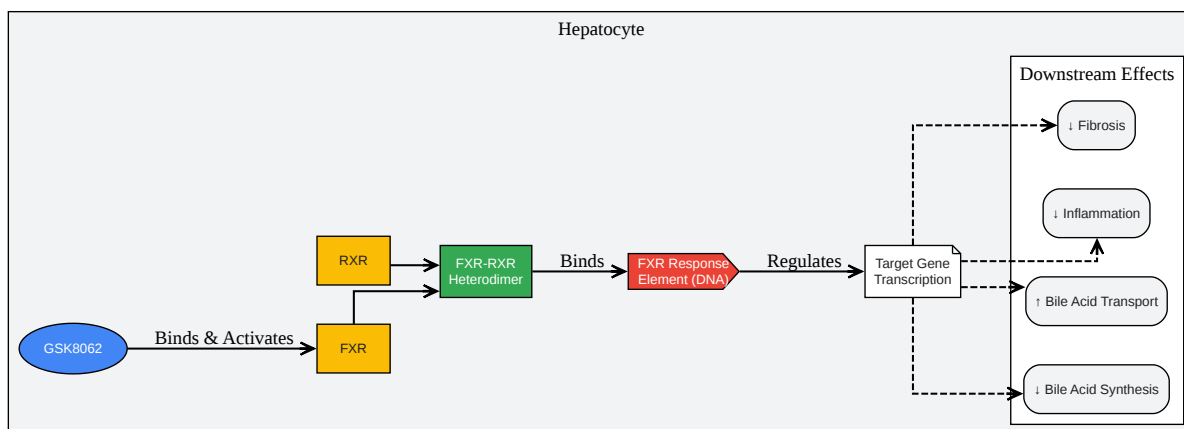 Hepatocyte
Downstream Effects
↓ Fibrosis
↓ Inflammation
RXR
FXR-RXR
Heterodimer
Binds
FXR Response
Element (DNA)
Regulates
Target Gene
Transcription
↑ Bile Acid Transport
GSK8062
Binds & Activates
FXR
↓ Bile Acid Synthesis